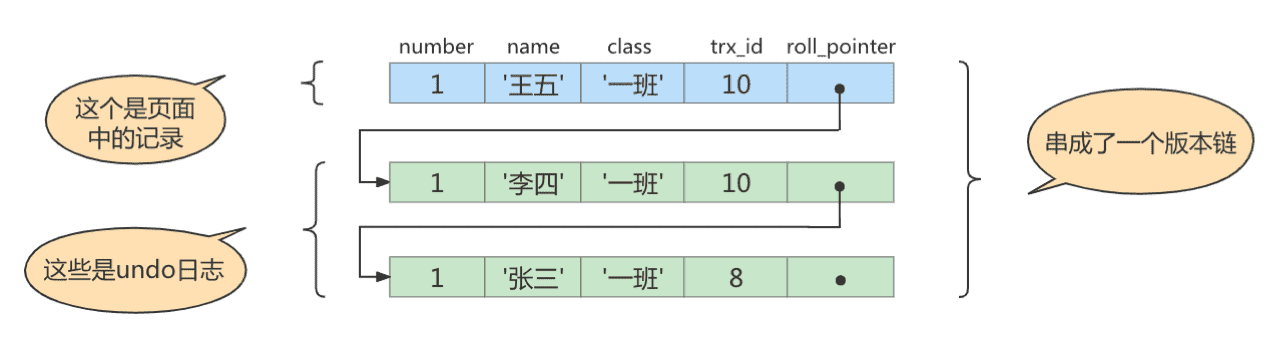 number name class trx_id roll_pointer
1 '王五' '一班' 10
这个是页面
中的记录
串成了一个版本链
1 '李四' '一班' 10
这些是undo日志
1 '张三' '一班' 8